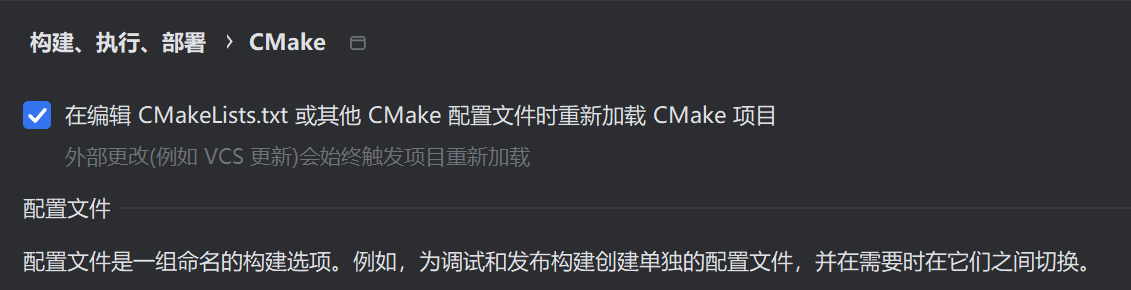 构建、执行、部署 › CMake
在编辑 CMakeLists.txt 或其他 CMake 配置文件时重新加载 CMake 项目
外部更改(例如 VCS 更新)会始终触发项目重新加载
配置文件
配置文件是一组命名的构建选项。例如，为调试和发布构建创建单独的配置文件，并在需要时在它们之间切换。